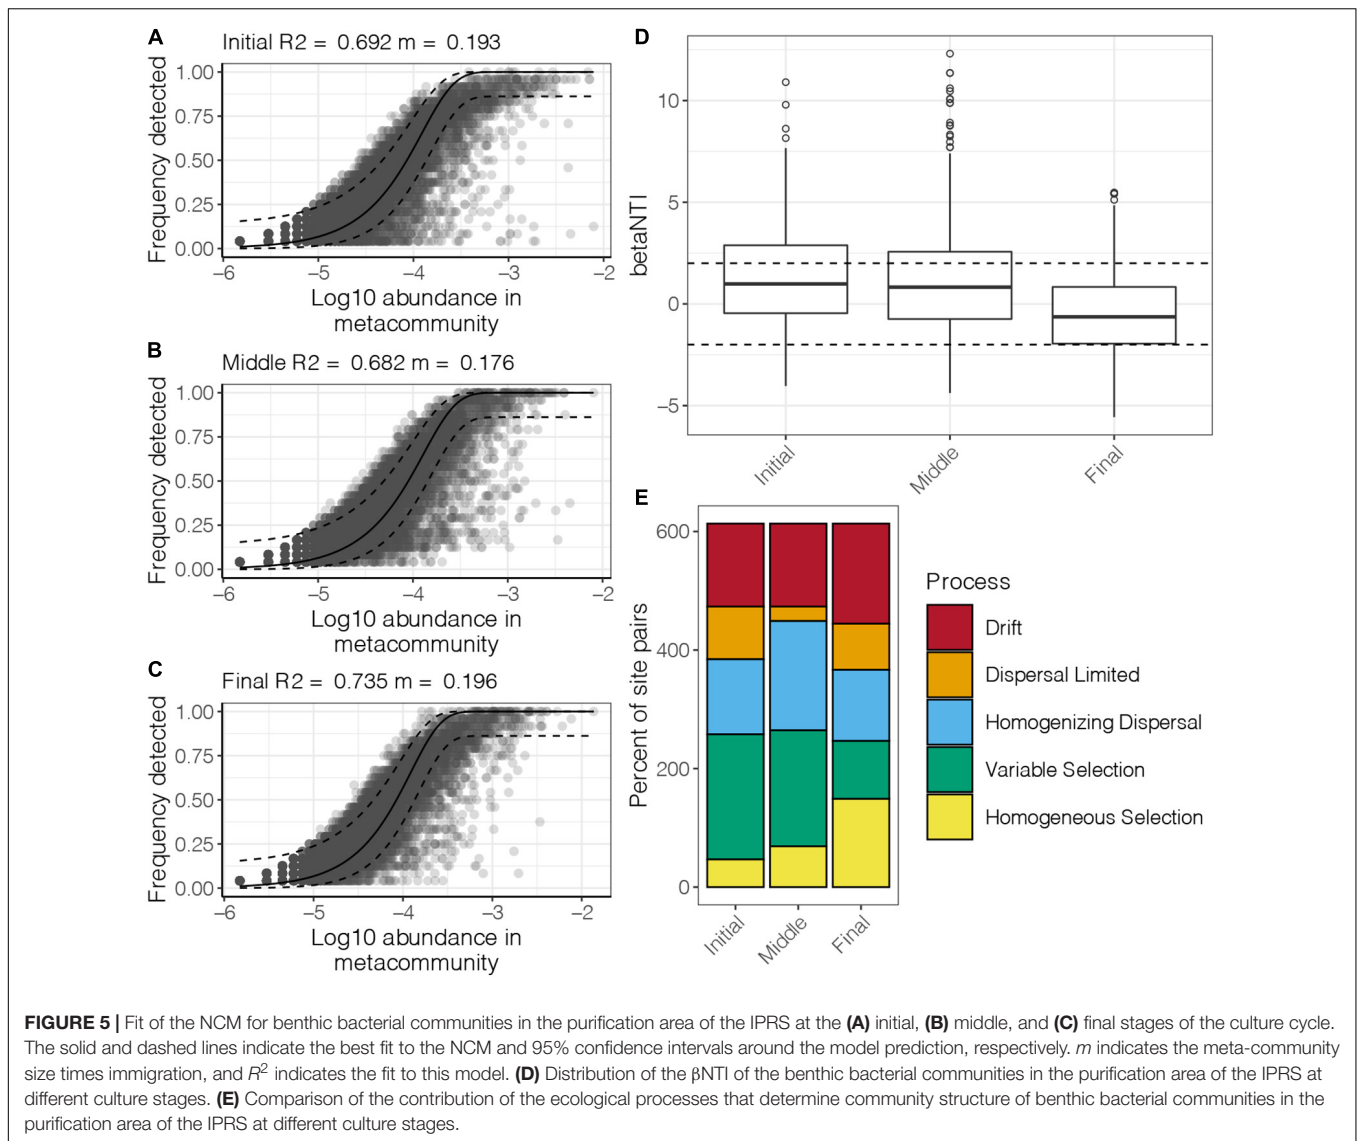 A
Initial R2 = 0.692 m = 0.193
Frequency detected
1.00
0.75
0.50
0.25
0.00
−6 −5 −4 −3 −2
Log10 abundance in
metacommunity
B
Middle R2 = 0.682 m = 0.176
Frequency detected
1.00
0.75
0.50
0.25
0.00
−6 −5 −4 −3 −2
Log10 abundance in
metacommunity
C
Final R2 = 0.735 m = 0.196
Frequency detected
1.00
0.75
0.50
0.25
0.00
−6 −5 −4 −3 −2
Log10 abundance in
metacommunity
D
betaNTI
10
5
0
−5
Initial
Middle
Final
E
Percent of site pairs
600
400
200
0
Initial
Middle
Final
Process
Drift
Dispersal Limited
Homogenizing Dispersal
Variable Selection
Homogeneous Selection
FIGURE 5 | Fit of the NCM for benthic bacterial communities in the purification area of the IPRS at the (A) initial, (B) middle, and (C) final stages of the culture cycle.
The solid and dashed lines indicate the best fit to the NCM and 95% confidence intervals around the model prediction, respectively. m indicates the meta-community
size times immigration, and R2 indicates the fit to this model. (D) Distribution of the βNTI of the benthic bacterial communities in the purification area of the IPRS at
different culture stages. (E) Comparison of the contribution of the ecological processes that determine community structure of benthic bacterial communities in the
purification area of the IPRS at different culture stages.